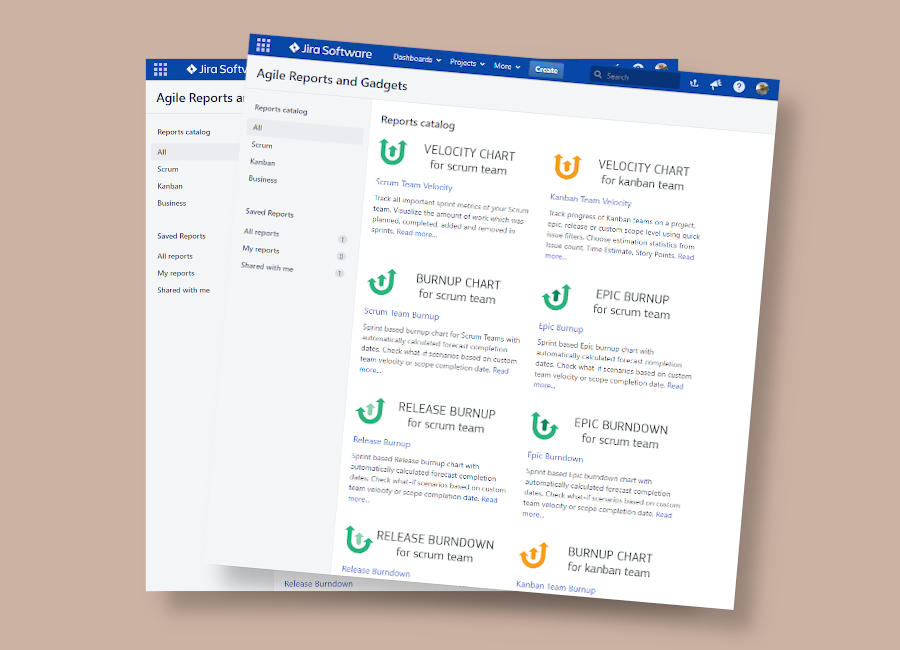 Jira Software
Dashboards
Projects
More
Create
Search
Agile Reports and Gadgets
Reports catalog
All
Scrum
Kanban
Business
Saved Reports
All reports 1
My reports 0
Shared with me 1
Reports catalog
VELOCITY CHART
for scrum team
Scrum Team Velocity
Track all important sprint metrics of your Scrum
team. Visualize the amount of work which was
planned, completed, added and removed in
sprints. Read more...
VELOCITY CHART
for kanban team
Kanban Team Velocity
Track progress of Kanban teams on a project,
epic, release or custom scope level using quick
issue filters. Choose estimation statistics from
Issue count, Time Estimate, Story Points. Read
more...
BURNUP CHART
for scrum team
Scrum Team Burnup
Sprint based burnup chart for Scrum Teams with
automatically calculated forecast completion
dates. Check what-if scenarios based on custom
team velocity or scope completion date. Read
more...
EPIC BURNUP
for scrum team
Epic Burnup
Sprint based Epic burnup chart with
automatically calculated forecast completion
dates. Check what-if scenarios based on custom
team velocity or scope completion date. Read
more...
RELEASE BURNUP
for scrum team
Release Burnup
Sprint based Release burnup chart with
automatically calculated forecast completion
dates. Check what-if scenarios based on custom
team velocity or scope completion date. Read
more...
EPIC BURNDOWN
for scrum team
Epic Burndown
Sprint based Epic burndown chart with
automatically calculated forecast completion
dates. Check what-if scenarios based on custom
team velocity or scope completion date. Read
more...
RELEASE BURNDOWN
for scrum team
Release Burndown
BURNUP CHART
for kanban team
Kanban Team Burnup
Jira Softw
Agile Reports a
Reports catalog
All
Scrum
Kanban
Business
Saved Reports
All reports
My reports
Shared with me
Release Burndown